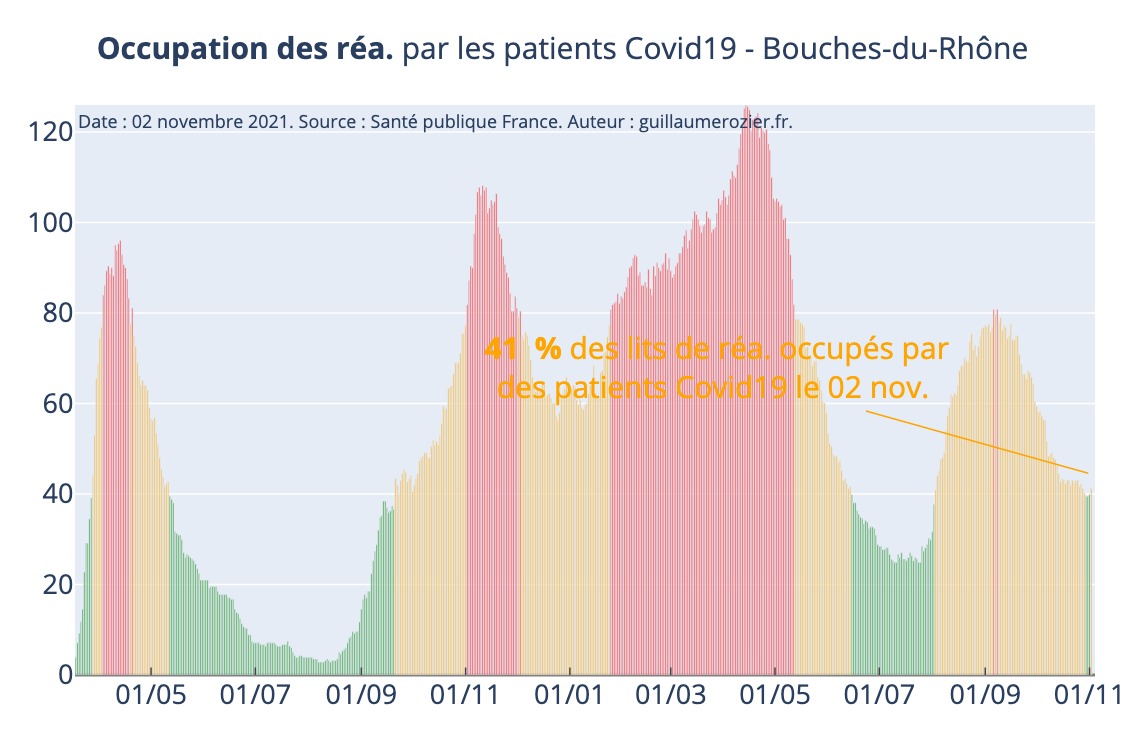 Occupation des réa. par les patients Covid19 - Bouches-du-Rhône
Date : 02 novembre 2021. Source : Santé publique France. Auteur : guillaumerozier.fr.
120
100
80
60
40
20
0
41 % des lits de réa. occupés par
des patients Covid19 le 02 nov.
01/05 01/07 01/09 01/11 01/01 01/03 01/05 01/07 01/09 01/11